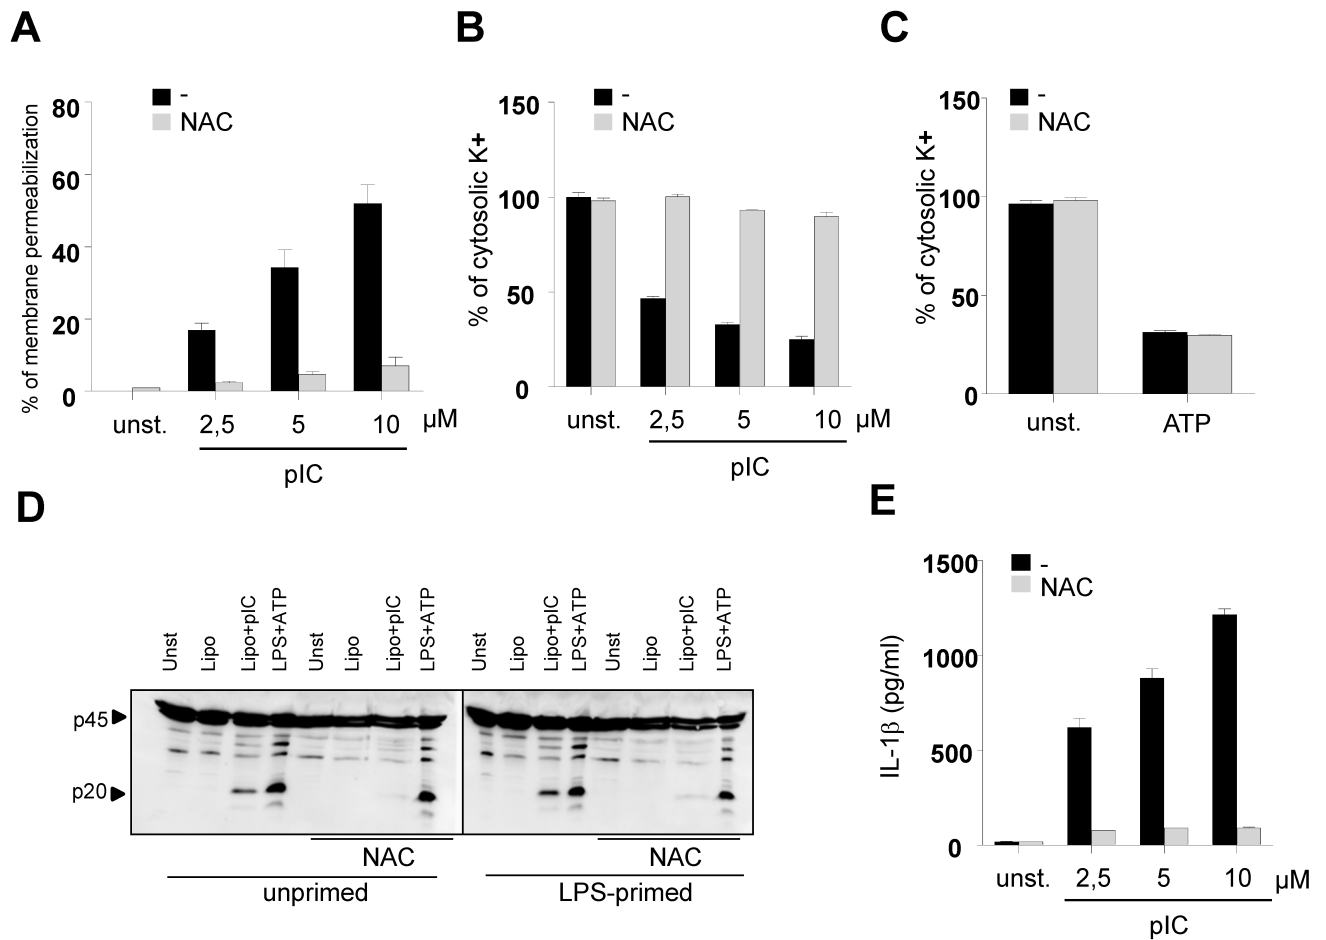 A
-
NAC
% of membrane permeabilization
80
60
40
20
0
unst.
2,5
5
10
µM
pIC
B
-
NAC
% of cytosolic K+
150
100
50
0
unst.
2,5
5
10
µM
pIC
C
-
NAC
% of cytosolic K+
150
100
50
0
unst.
ATP
D
Unst
Lipo
Lipo+pIC
LPS+ATP
Unst
Lipo
Lipo+pIC
LPS+ATP
Unst
Lipo
Lipo+pIC
LPS+ATP
Unst
Lipo
Lipo+pIC
LPS+ATP
p45
p20
NAC
NAC
unprimed
LPS-primed
E
-
NAC
IL-1β (pg/ml)
1500
1000
500
0
unst.
2,5
5
10
µM
pIC